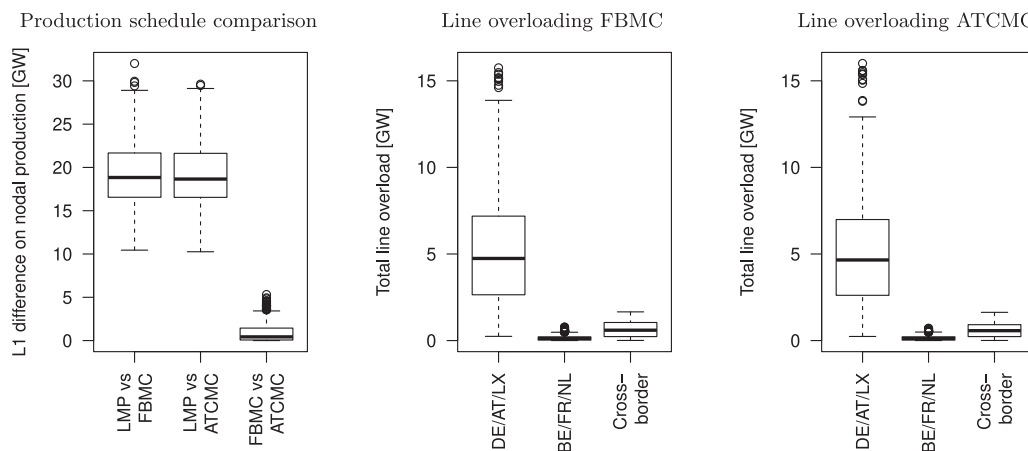 Production schedule comparison
L1 difference on nodal production [GW]
30
25
20
15
10
5
0
LMP vs
FBMC
LMP vs
ATCMC
FBMC vs
ATCMC
Line overloading FBMC
Total line overload [GW]
15
10
5
0
DE/AT/LX
BE/FR/NL
Cross-
border
Line overloading ATCMC
Total line overload [GW]
15
10
5
0
DE/AT/LX
BE/FR/NL
Cross-
border